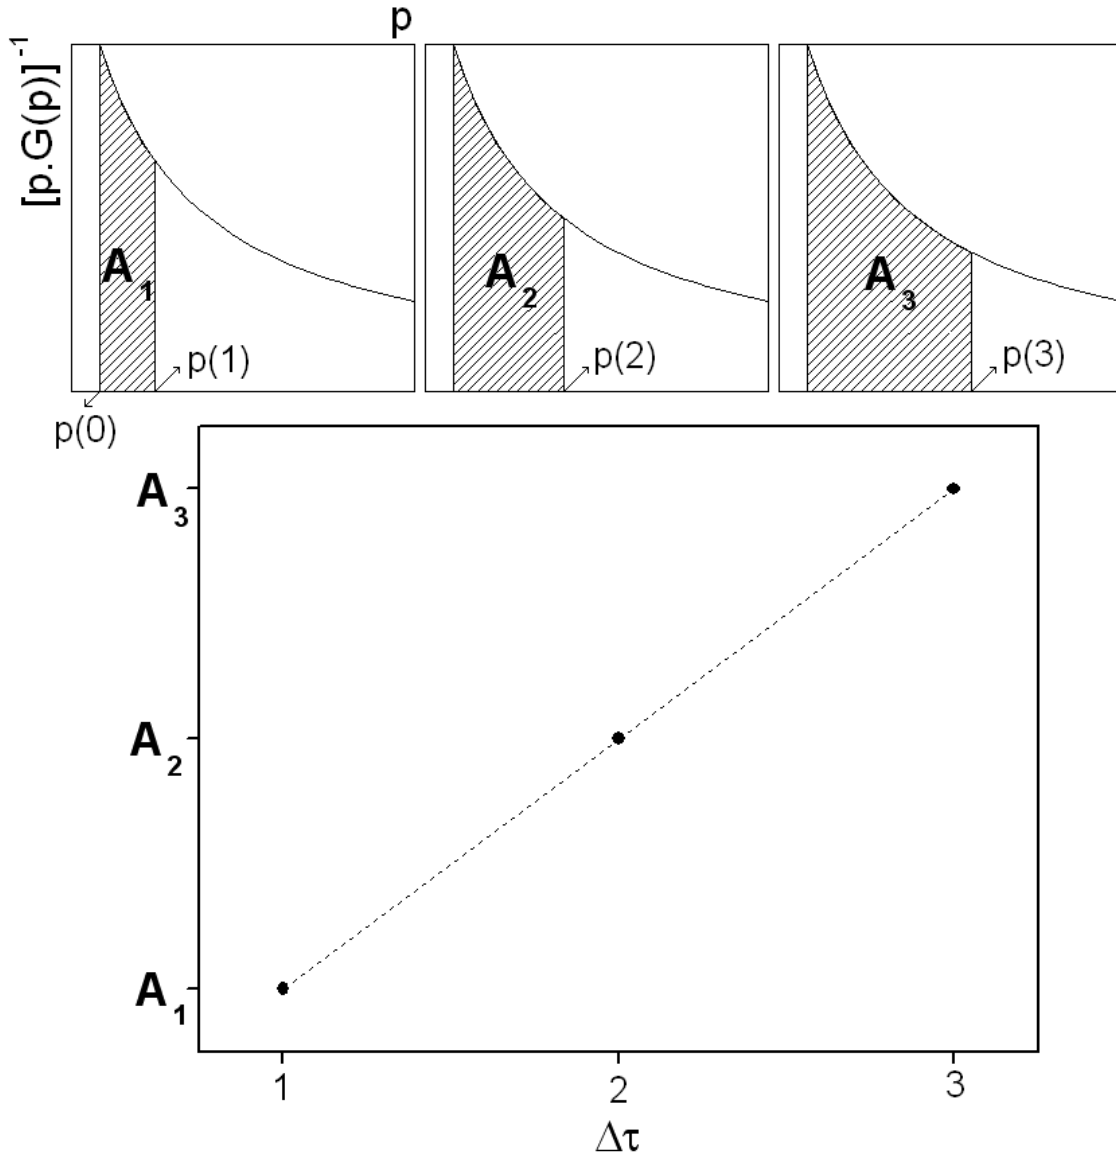 p
[p.G(p)]⁻¹
A₁
A₂
A₃
p(1)
p(2)
p(3)
p(0)
A₃
A₂
A₁
1
2
3
Δτ